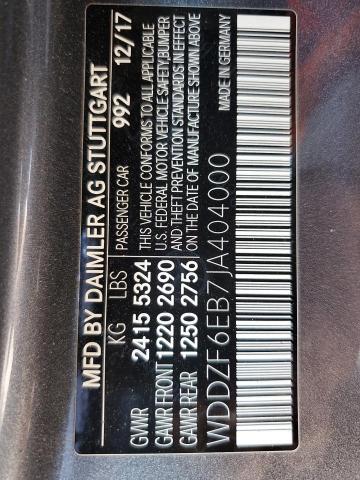 MFD BY DAIMLER AG STUTTGART
992 12/17
KG LBS
GVWR 2415 5324
GAWR FRONT 1220 2690
GAWR REAR 1250 2756
PASSENGER CAR
THIS VEHICLE CONFORMS TO ALL APPLICABLE
U.S. FEDERAL MOTOR VEHICLE SAFETY,BUMPER
AND THEFT PREVENTION STANDARDS IN EFFECT
ON THE DATE OF MANUFACTURE SHOWN ABOVE
WDDZF6EB7JA404000
MADE IN GERMANY